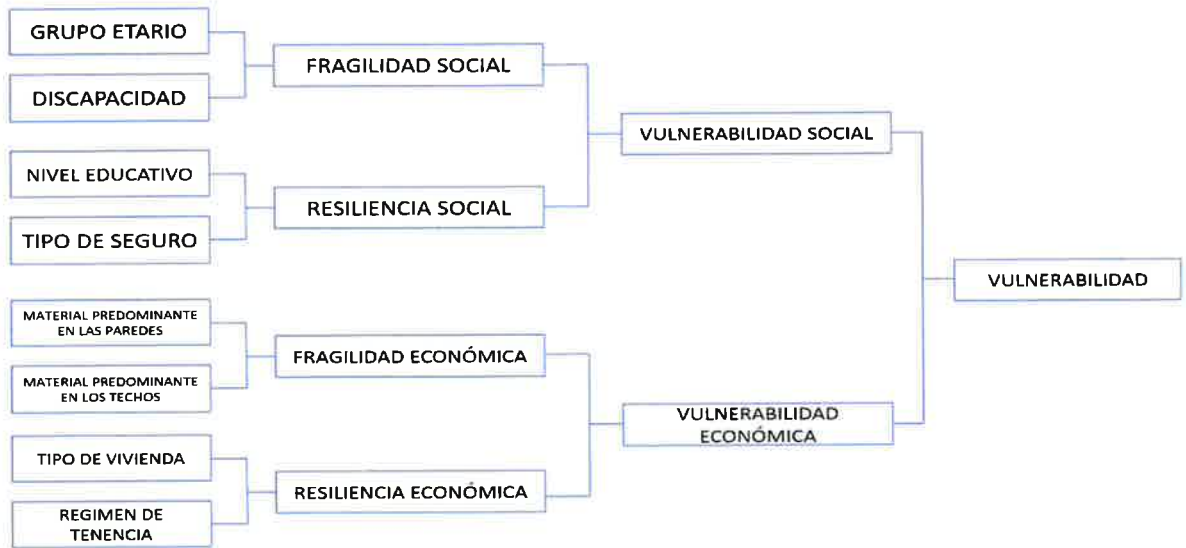 GRUPO ETARIO
DISCAPACIDAD
FRAGILIDAD SOCIAL
NIVEL EDUCATIVO
TIPO DE SEGURO
RESILIENCIA SOCIAL
VULNERABILIDAD SOCIAL
MATERIAL PREDOMINANTE
EN LAS PAREDES
MATERIAL PREDOMINANTE
EN LOS TECHOS
FRAGILIDAD ECONÓMICA
TIPO DE VIVIENDA
REGIMEN DE
TENENCIA
RESILIENCIA ECONÓMICA
VULNERABILIDAD
ECONÓMICA
VULNERABILIDAD